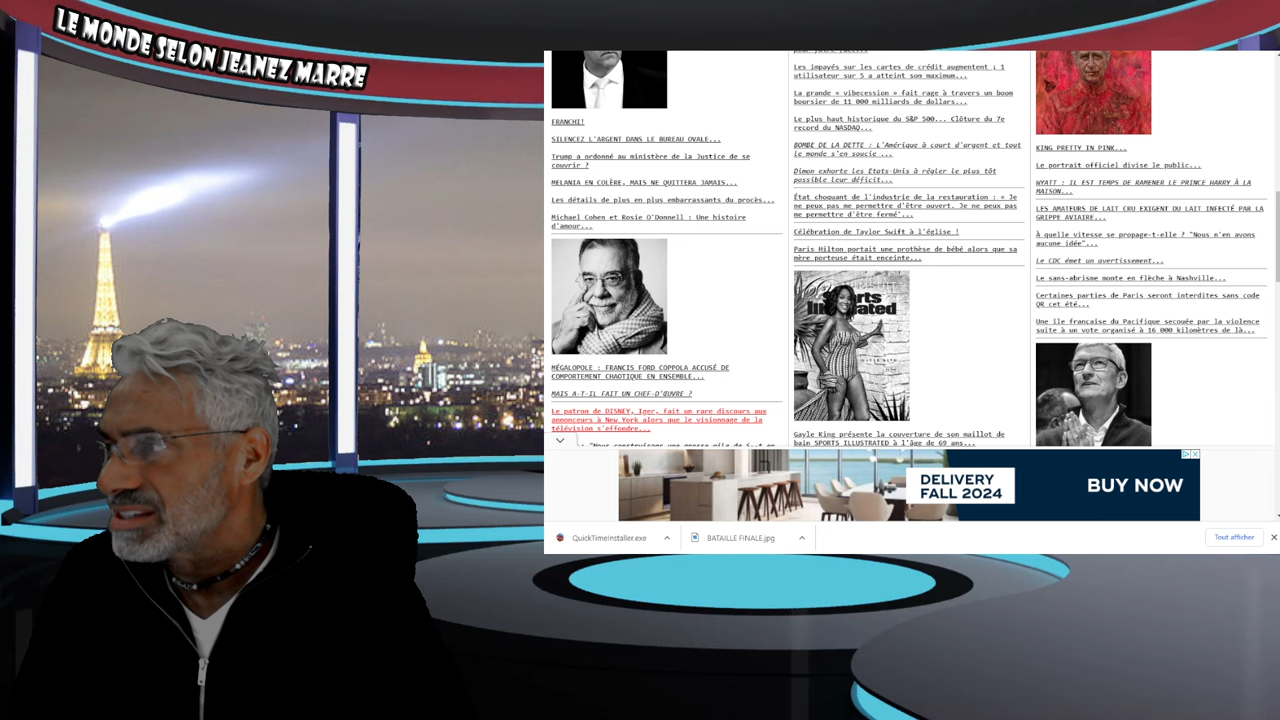 LE MONDE SELON JEANEZ MARRE
FRANCHI!
SILENCEZ L'ARGENT DANS LE BUREAU OVALE...
Trump a ordonné au ministère de la Justice de se
couvrir ?
MELANIA EN COLÈRE, MAIS NE QUITTERA JAMAIS...
Les détails de plus en plus embarrassants du procès...
Michael Cohen et Rosie O'Donnell : Une histoire
d'amour...
MÉGALOPOLE : FRANCIS FORD COPPOLA ACCUSÉ DE
COMPORTEMENT CHAOTIQUE EN ENSEMBLE...
MAIS A-T-IL FAIT UN CHEF-D'ŒUVRE ?
Le patron de DISNEY, Iger, fait un rare discours aux
annonceurs à New York alors que le visionnage de la
télévision s'effondre...
: "Nous construisons une grosse pile de S--t en
Les impayés sur les cartes de crédit augmentent ; 1
utilisateur sur 5 a atteint son maximum...
La grande « vibecession » fait rage à travers un boom
boursier de 11 000 milliards de dollars...
Le plus haut historique du S&P 500... Clôture du 7e
record du NASDAQ...
BOMBE DE LA DETTE : L'Amérique à court d'argent et tout
le monde s'en soucie ...
Dimon exhorte les États-Unis à régler le plus tôt
possible leur déficit...
État choquant de l'industrie de la restauration : « Je
ne peux pas me permettre d'être ouvert. Je ne peux pas
me permettre d'être fermé'...
Célébration de Taylor Swift à l'église !
Paris Hilton portait une prothèse de bébé alors que sa
mère porteuse était enceinte...
Gayle King présente la couverture de son maillot de
bain SPORTS ILLUSTRATED à l'âge de 69 ans...
KING PRETTY IN PINK...
Le portrait officiel divise le public...
WYATT : IL EST TEMPS DE RAMENER LE PRINCE HARRY À LA
MAISON...
LES AMATEURS DE LAIT CRU EXIGENT DU LAIT INFECTÉ PAR LA
GRIPPE AVIAIRE...
À quelle vitesse se propage-t-elle ? "Nous n'en avons
aucune idée"...
Le CDC émet un avertissement...
Le sans-abrisme monte en flèche à Nashville...
Certaines parties de Paris seront interdites sans code
QR cet été...
Une île française du Pacifique secouée par la violence
suite à un vote organisé à 16 000 kilomètres de là...
DELIVERY
FALL 2024
BUY NOW
QuickTimeInstaller.exe
BATAILLE FINALE.jpg
Tout afficher